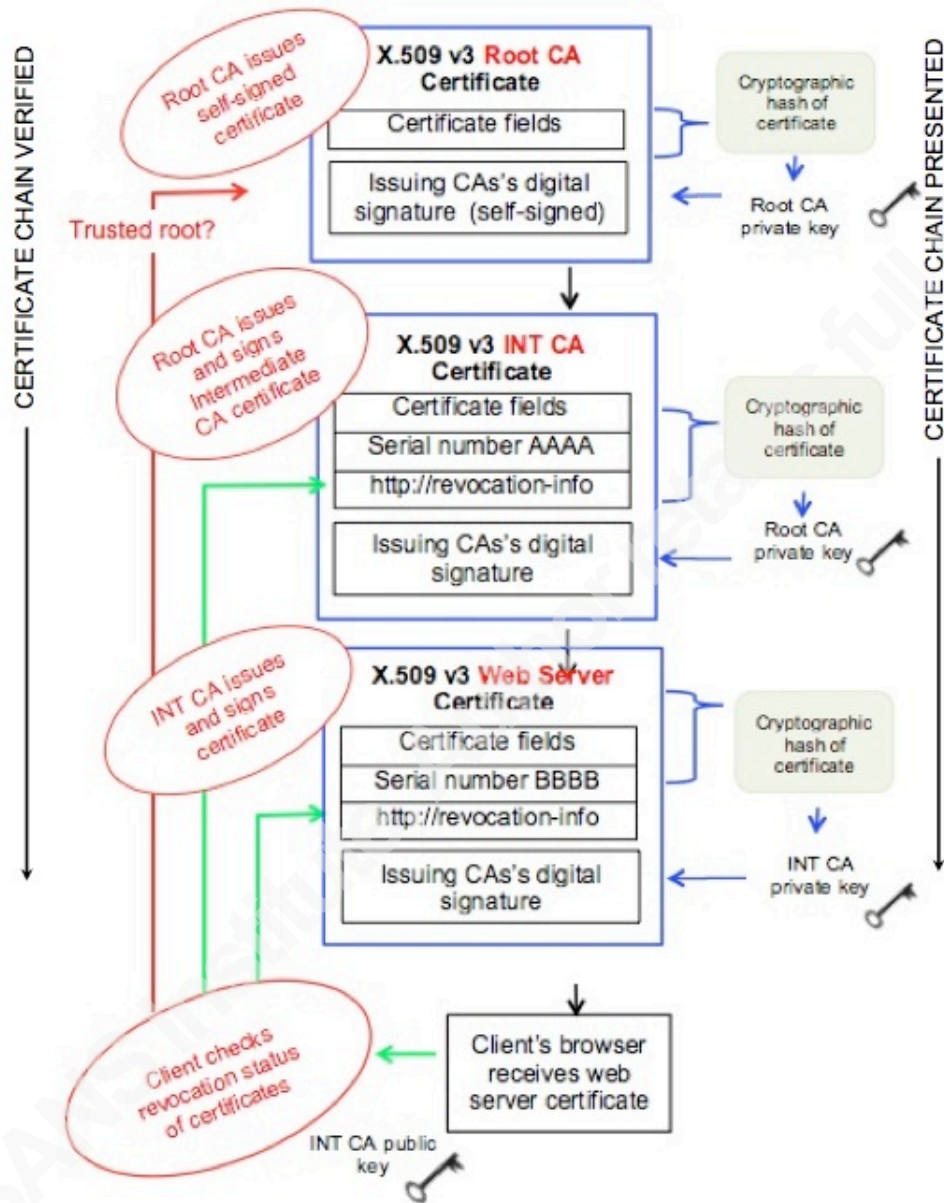 CERTIFICATE CHAIN VERIFIED
Root CA issues
self-signed
certificate
X.509 v3 Root CA
Certificate
Certificate fields
Issuing CAs's digital
signature (self-signed)
Cryptographic
hash of
certificate
Root CA
private key
CERTIFICATE CHAIN PRESENTED
Trusted root?
Root CA issues
and signs
Intermediate
CA certificate
X.509 v3 INT CA
Certificate
Certificate fields
Serial number AAAA
http://revocation-info
Issuing CAs's digital
signature
Cryptographic
hash of
certificate
Root CA
private key
INT CA issues
and signs
certificate
X.509 v3 Web Server
Certificate
Certificate fields
Serial number BBBB
http://revocation-info
Issuing CAs's digital
signature
Cryptographic
hash of
certificate
INT CA
private key
Client checks
revocation status
of certificates
Client's browser
receives web
server certificate
INT CA public
key